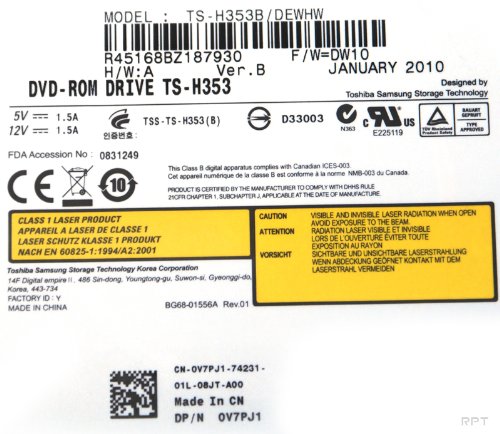 MODEL : TS-H353B/DEWHW
R45168BZ187930 F/W=DW10
H/W:A Ver.B JANUARY 2010
DVD-ROM DRIVE TS-H353
Designed by
Toshiba Samsung Storage Technology
5V 1.5A
12V 1.5A
인증번호:
TSS-TS-H353(B)
D33003
N363
c UL US
E225119
TÜV Rheinland
Product Safety
BAUART
GEPRÜFT
TYPE
APPROVED
FDA Accession No : 0831249
This Class B digital apparatus complies with Canadian ICES-003.
Cet appareil numérique de la classe B est conforme à la norme NMB-003 du Canada.
CE 10
PRODUCT IS CERTIFIED BY THE MANUFACTURER TO COMPLY WITH DHHS RULE
21CFR CHAPTER 1, SUBCHAPTER J, APPLICABLE AT THE DATE OF MANUFACTURE.
CLASS 1 LASER PRODUCT
APPAREIL A LASER DE CLASSE 1
LASER SCHUTZ KLASSE 1 PRODUKT
NACH EN 60825-1:1994/A2:2001
CAUTION VISIBLE AND INVISIBLE LASER RADIATION WHEN OPEN
AVOID EXPOSURE TO THE BEAM.
ATTENTION RADIATION LASER VISIBLE ET INVISIBLE
LORS DE L'OUVERTURE ÉVITER TOUTE
EXPOSITION AU RAYON
VORSICHT SICHTBARE UND UNSICHTBARE LASERSTRAHLUNG
WENN ABDECKUNG GEÖFFNET KONTAKT MIT DEM
LASERSTRAHL VERMEIDEN
Toshiba Samsung Storage Technology Korea Corporation
14F Digital empire II, 486 Sin-dong, Youngtong-gu, Suwon-si, Gyeonggi-do,
Korea, 443-734
FACTORY ID : Y
MADE IN CHINA
BG68-01556A Rev.01
CN-0V7PJ1-74231-
01L-08JT-A00
Made In CN
DP/N 0V7PJ1
RPT